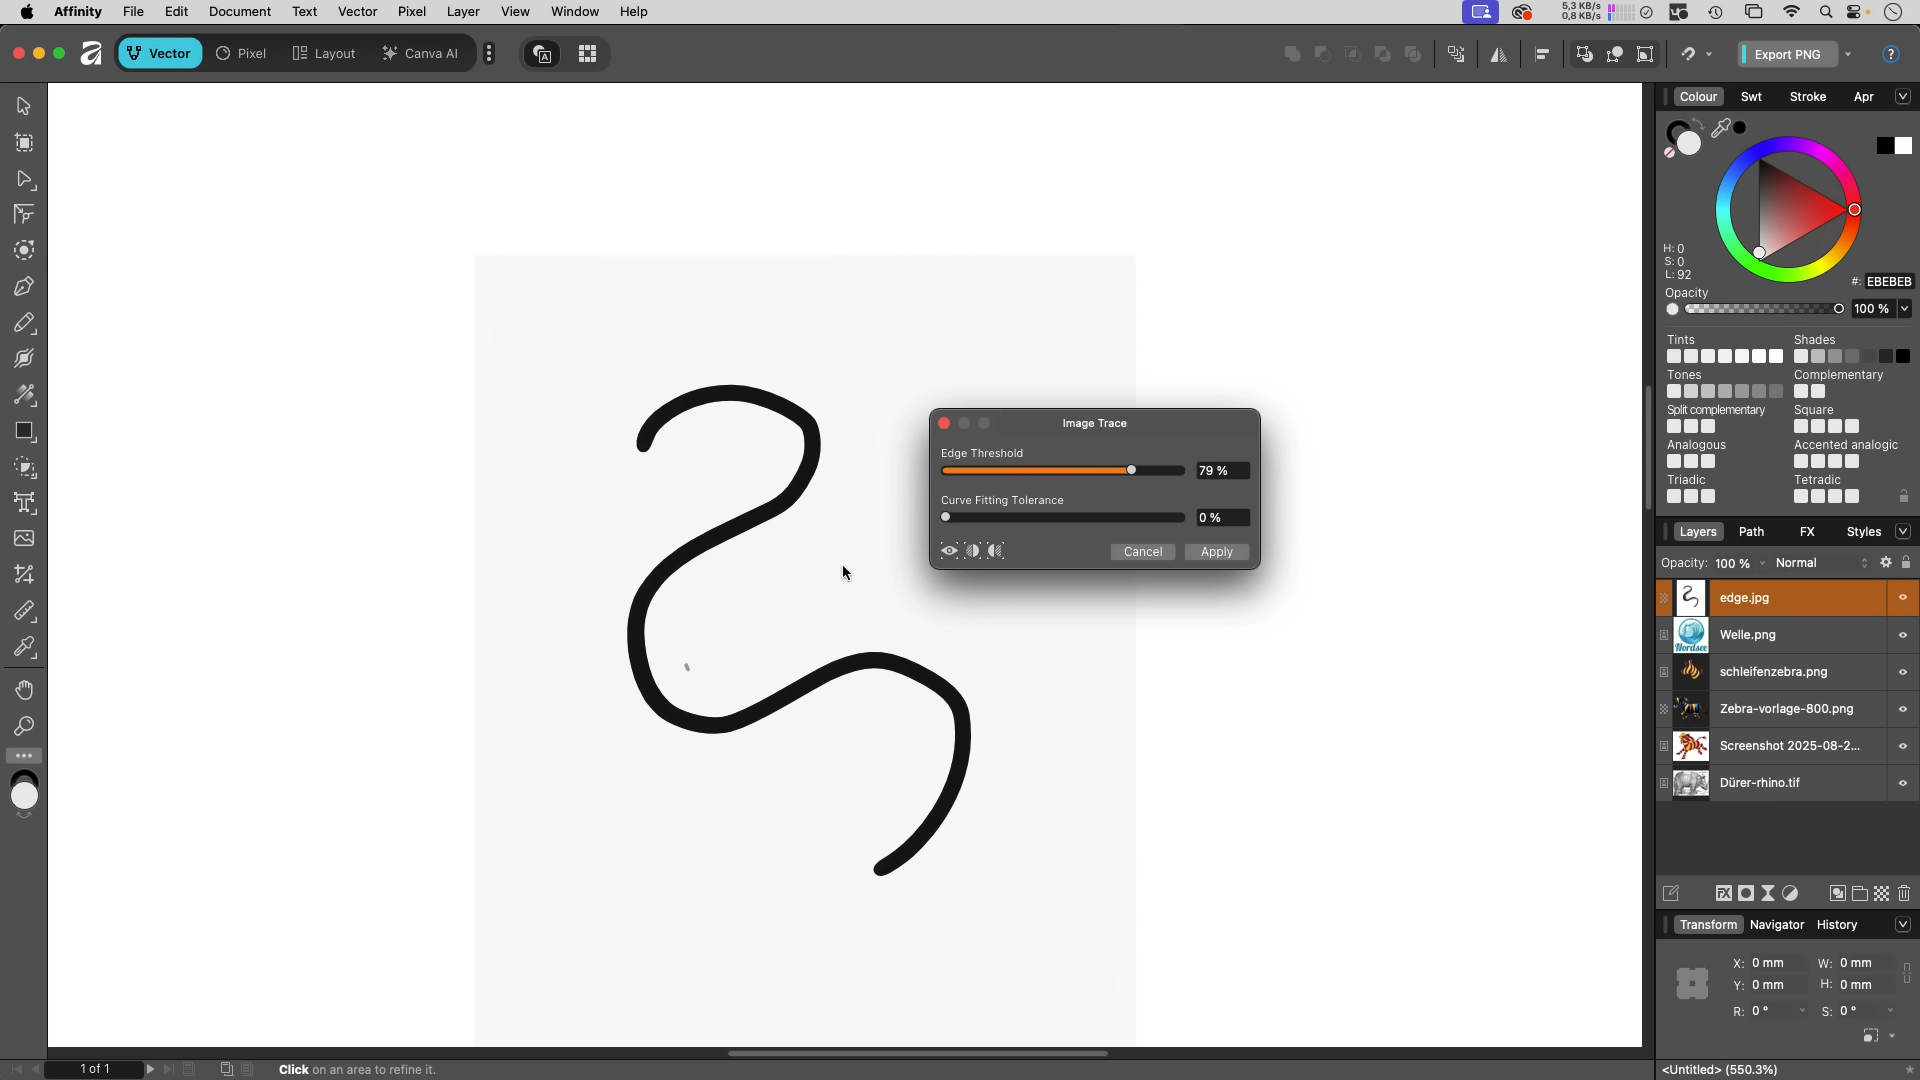 Affinity File Edit Document Text Vector Pixel Layer View Window Help
5,3 KB/s
0,8 KB/s
Vector Pixel Layout Canva AI Export PNG
Colour Swt Stroke Apr
H: 0
S: 0
L: 92
#: EBEBEB
Opacity
100 %
Tints Shades
Tones Complementary
Split complementary Square
Analogous Accented analogic
Triadic Tetradic
Image Trace
Edge Threshold
79 %
Curve Fitting Tolerance
0 %
Cancel Apply
Layers Path FX Styles
Opacity: 100 % Normal
edge.jpg
Nordsee
Welle.png
schleifenzebra.png
Zebra-vorlage-800.png
Screenshot 2025-08-2...
Dürer-rhino.tif
Transform Navigator History
X: 0 mm W: 0 mm
Y: 0 mm H: 0 mm
R: 0 ° S: 0 °
1 of 1 Click on an area to refine it. <Untitled> (550.3%)